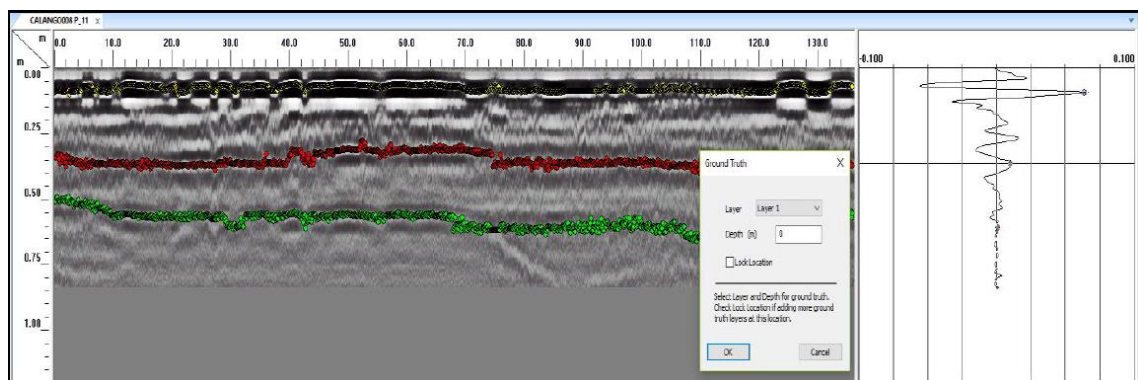 CALANGO008 P_11 x
m 0.0 10.0 20.0 30.0 40.0 50.0 60.0 70.0 80.0 90.0 100.0 110.0 120.0 130.0
m
-0.100 0.100
0.00
0.25
0.50
0.75
1.00
Ground Truth X
Layer Layer 1
Depth (m) 0
Lock Location
Select Layer and Depth for ground truth.
Check Lock Location if adding more ground
truth layers at this location.
OK Cancel